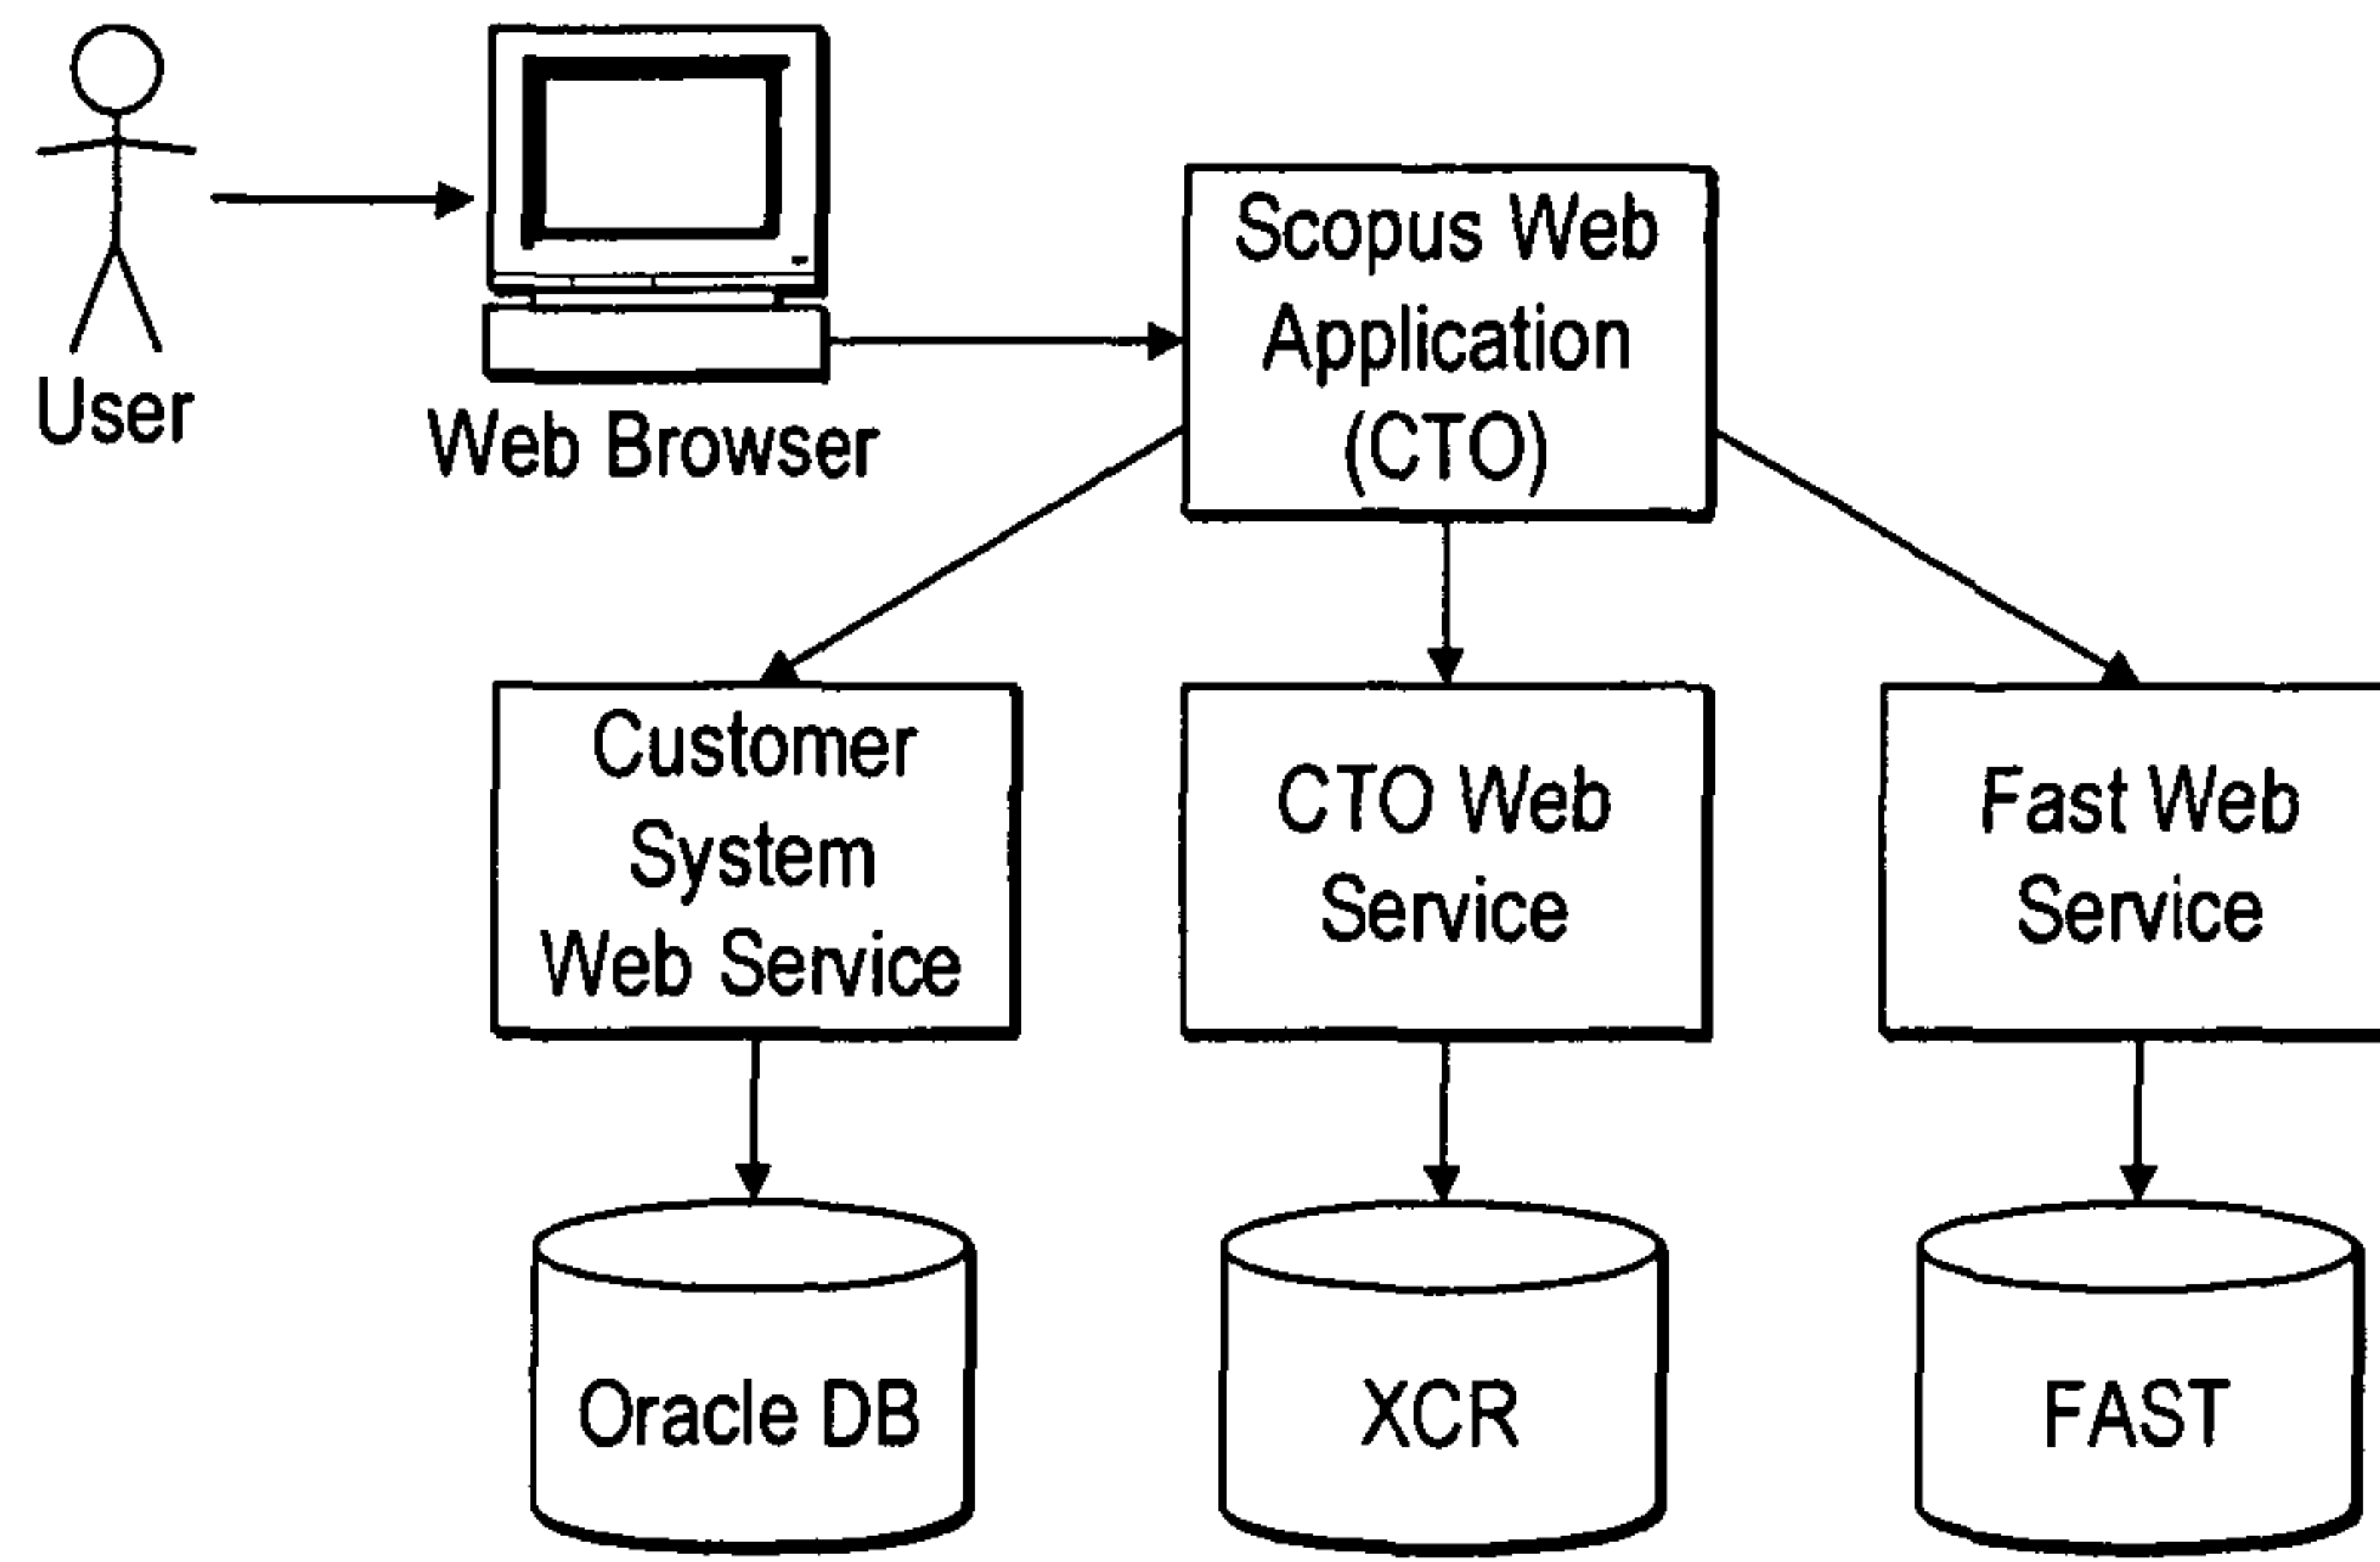 User
Web Browser
Scopus Web
Application
(CTO)
Customer
System
Web Service
CTO Web
Service
Fast Web
Service
Oracle DB
XCR
FAST